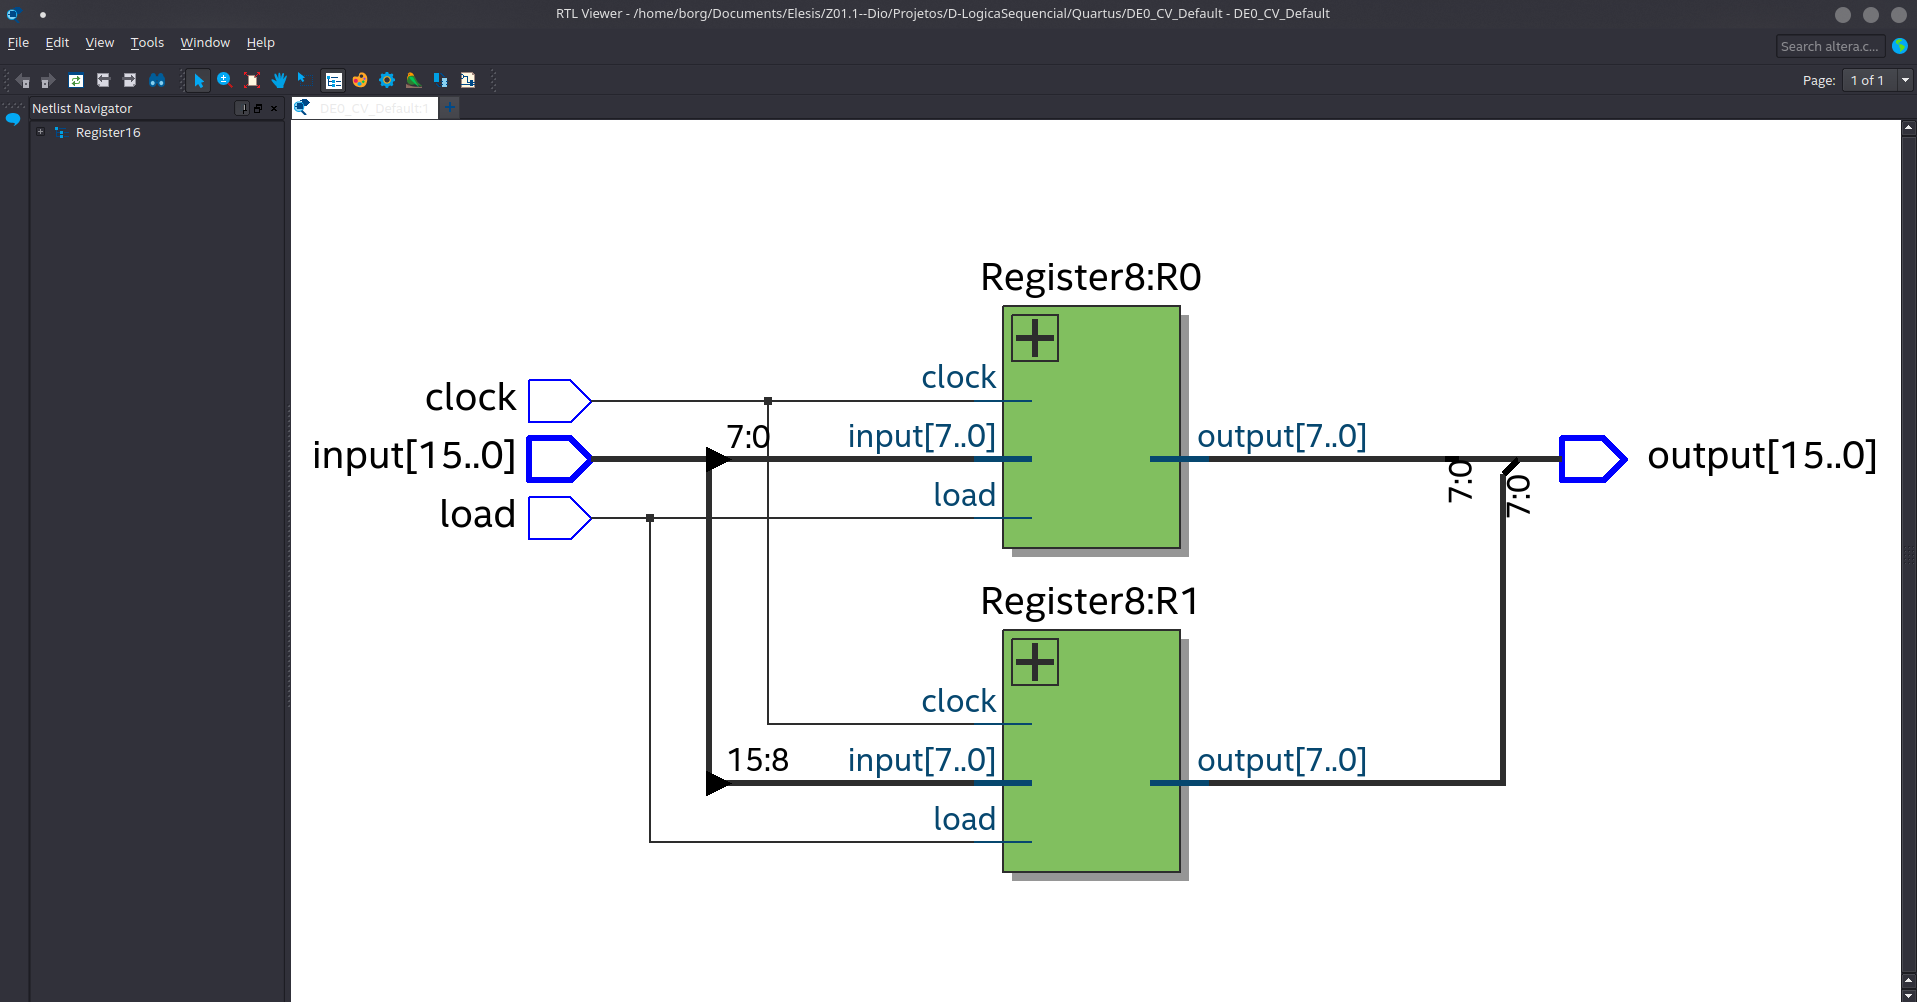 RTL Viewer - /home/borg/Documents/Elesis/Z01.1--Dio/Projetos/D-LogicaSequencial/Quartus/DE0_CV_Default - DE0_CV_Default
File Edit View Tools Window Help
Search altera.c...
Page: 1 of 1
Netlist Navigator
DE0_CV_Default:1
Register16
Register8:R0
clock
clock
7:0
input[7..0]
output[7..0]
input[15..0]
output[15..0]
load
7:0
7:0
load
Register8:R1
clock
15:8
input[7..0]
output[7..0]
load